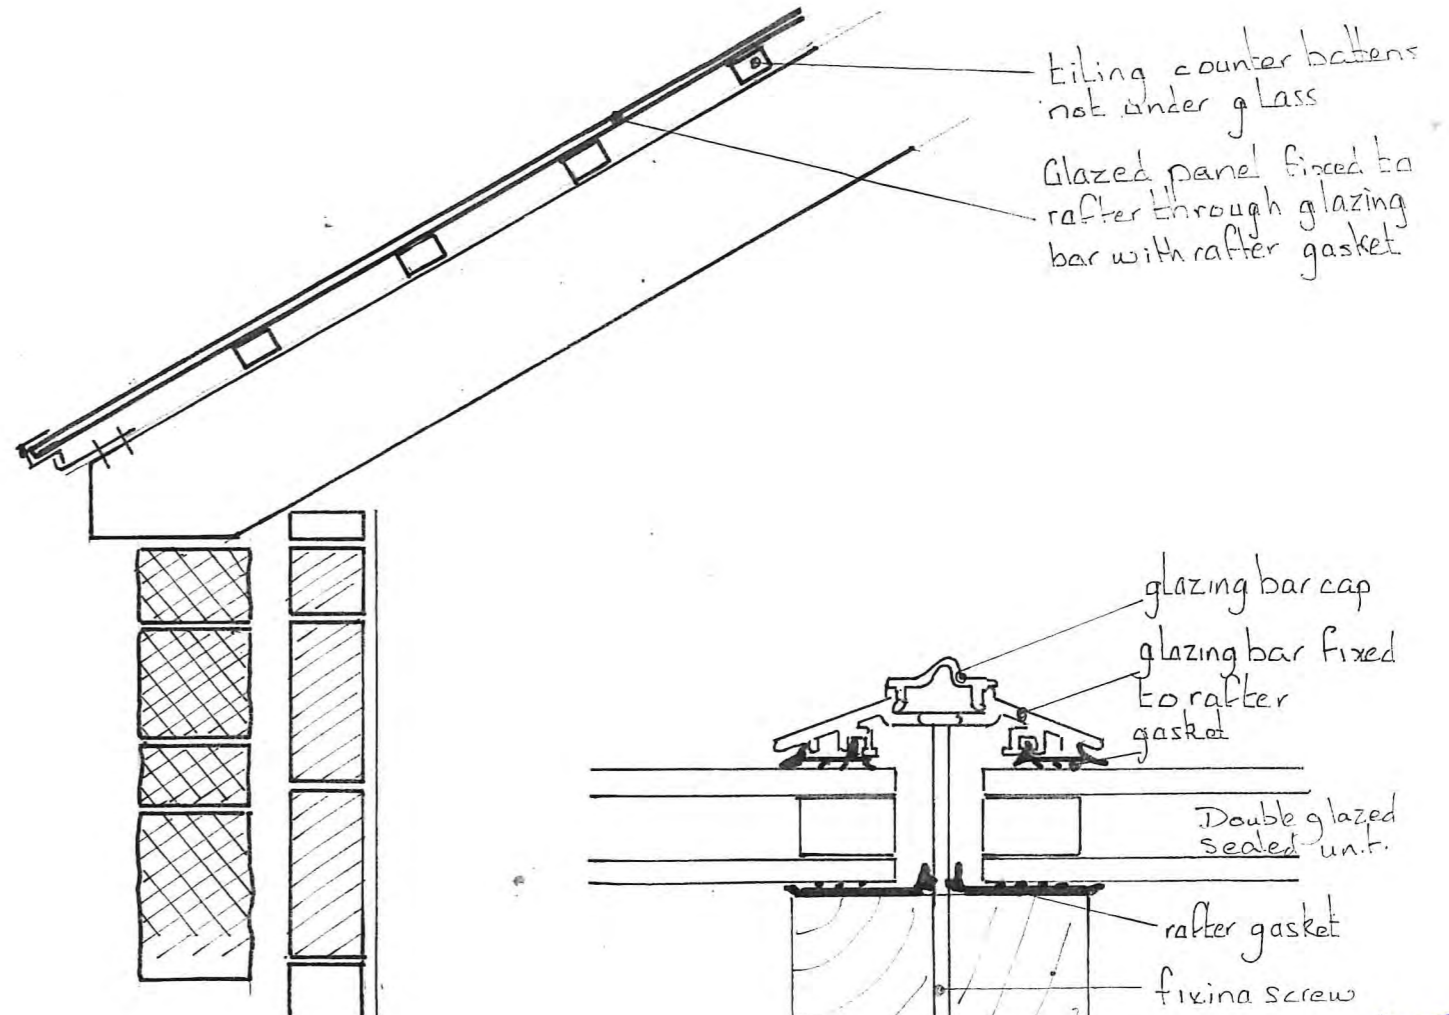 tiling counter battens
not under glass
Glazed panel fixed to
rafter through glazing
bar with rafter gasket
glazing bar cap
glazing bar fixed
to rafter
gasket
Double glazed
sealed unit.
rafter gasket
fixing screw